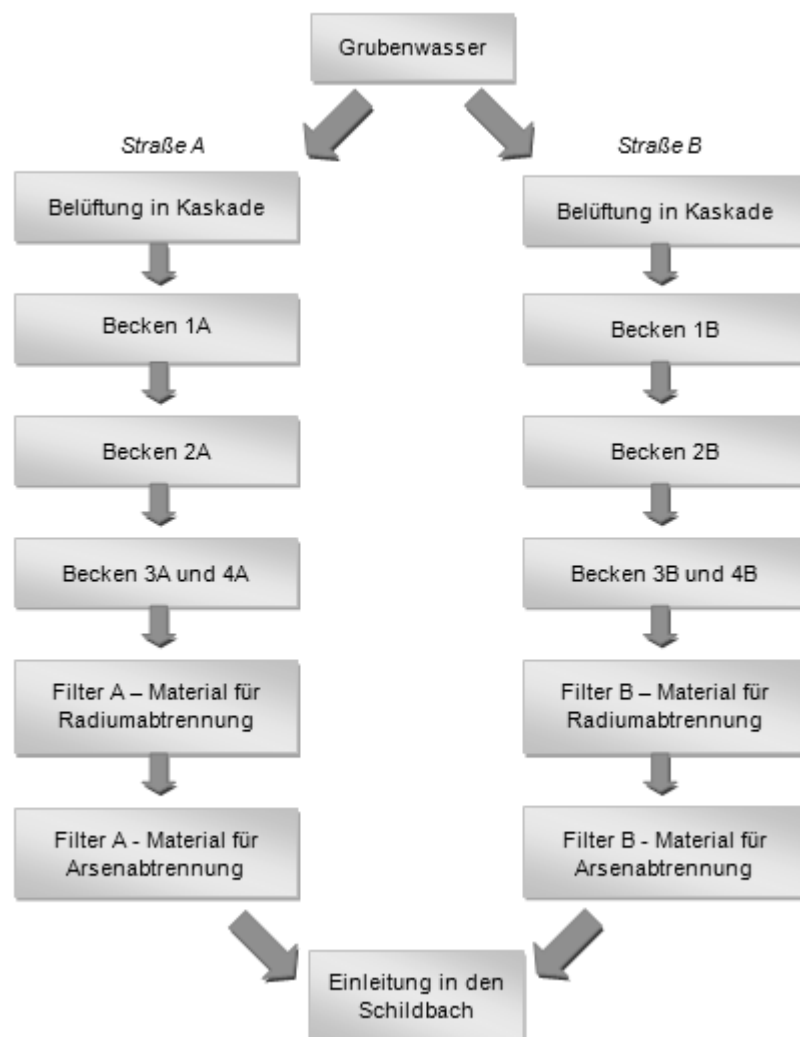 Grubenwasser
Straße A
Belüftung in Kaskade
Becken 1A
Becken 2A
Becken 3A und 4A
Filter A – Material für
Radiumabtrennung
Filter A - Material für
Arsenabtrennung
Straße B
Belüftung in Kaskade
Becken 1B
Becken 2B
Becken 3B und 4B
Filter B – Material für
Radiumabtrennung
Filter B - Material für
Arsenabtrennung
Einleitung in den
Schildbach